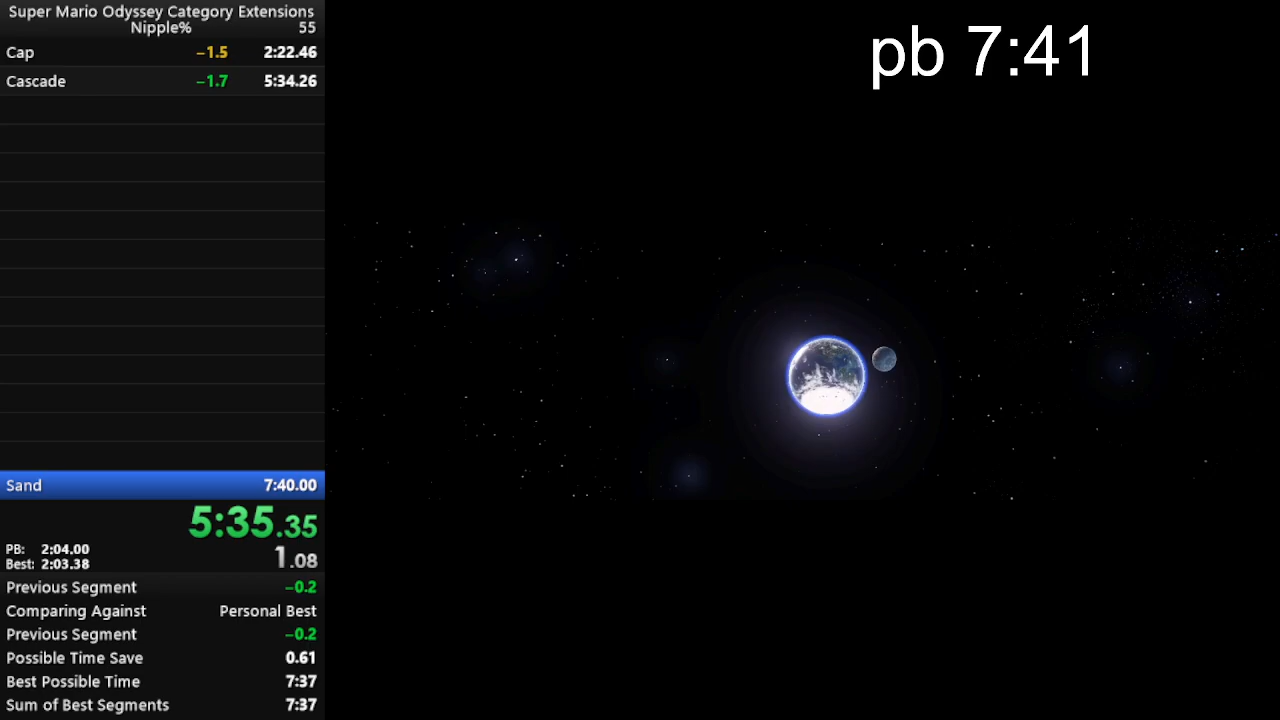 Super Mario Odyssey Category Extensions
Nipple% 55
Cap −1.5 2:22.46
Cascade −1.7 5:34.26
pb 7:41
Sand 7:40.00
5:35.35
PB: 2:04.00
Best: 2:03.38
1.08
Previous Segment −0.2
Comparing Against Personal Best
Previous Segment −0.2
Possible Time Save 0.61
Best Possible Time 7:37
Sum of Best Segments 7:37